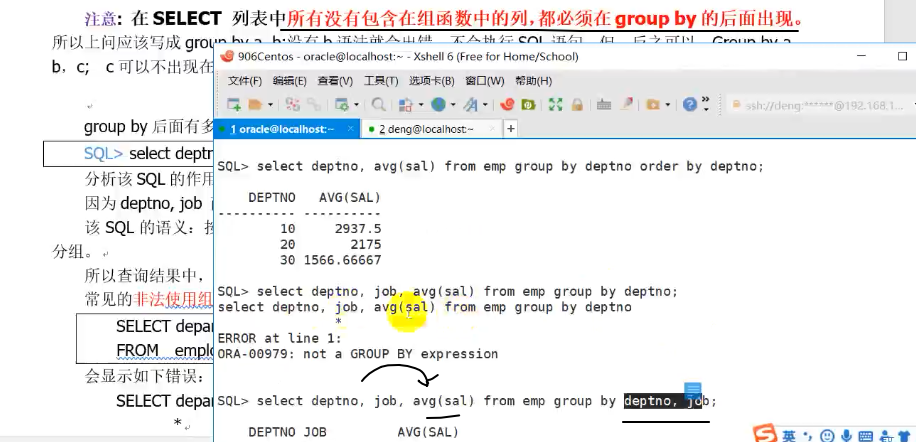 注意: 在 SELECT 列表中所有没有包含在组函数中的列,都必须在 group by 的后面出现。
所以上问应该写成 group by a, b;没有 b 语法就会出错，不会执行SQL语句。但，反之可以，Group by a,
b，c； c 可以不出现在
group by 后面有多
SQL> select deptn
分析该 SQL 的作用
因为 deptno, job
该 SQL 的语义：按
分组。
所以查询结果中，
常见的非法使用组
SELECT depar
FROM emplo
会显示如下错误：
SELECT depar
*
906Centos - oracle@localhost:~ - Xshell 6 (Free for Home/School)
文件(F) 编辑(E) 查看(V) 工具(T) 选项卡(B) 窗口(W) 帮助(H)
ssh://deng:******@192.168.1...
1 oracle@localhost:~ × 2 deng@localhost:~ × +
SQL> select deptno, avg(sal) from emp group by deptno order by deptno;
DEPTNO AVG(SAL)
---------- ----------
10 2937.5
20 2175
30 1566.66667
SQL> select deptno, job, avg(sal) from emp group by deptno;
select deptno, job, avg(sal) from emp group by deptno
*
ERROR at line 1:
ORA-00979: not a GROUP BY expression
SQL> select deptno, job, avg(sal) from emp group by deptno, job;
DEPTNO JOB AVG(SAL)
英